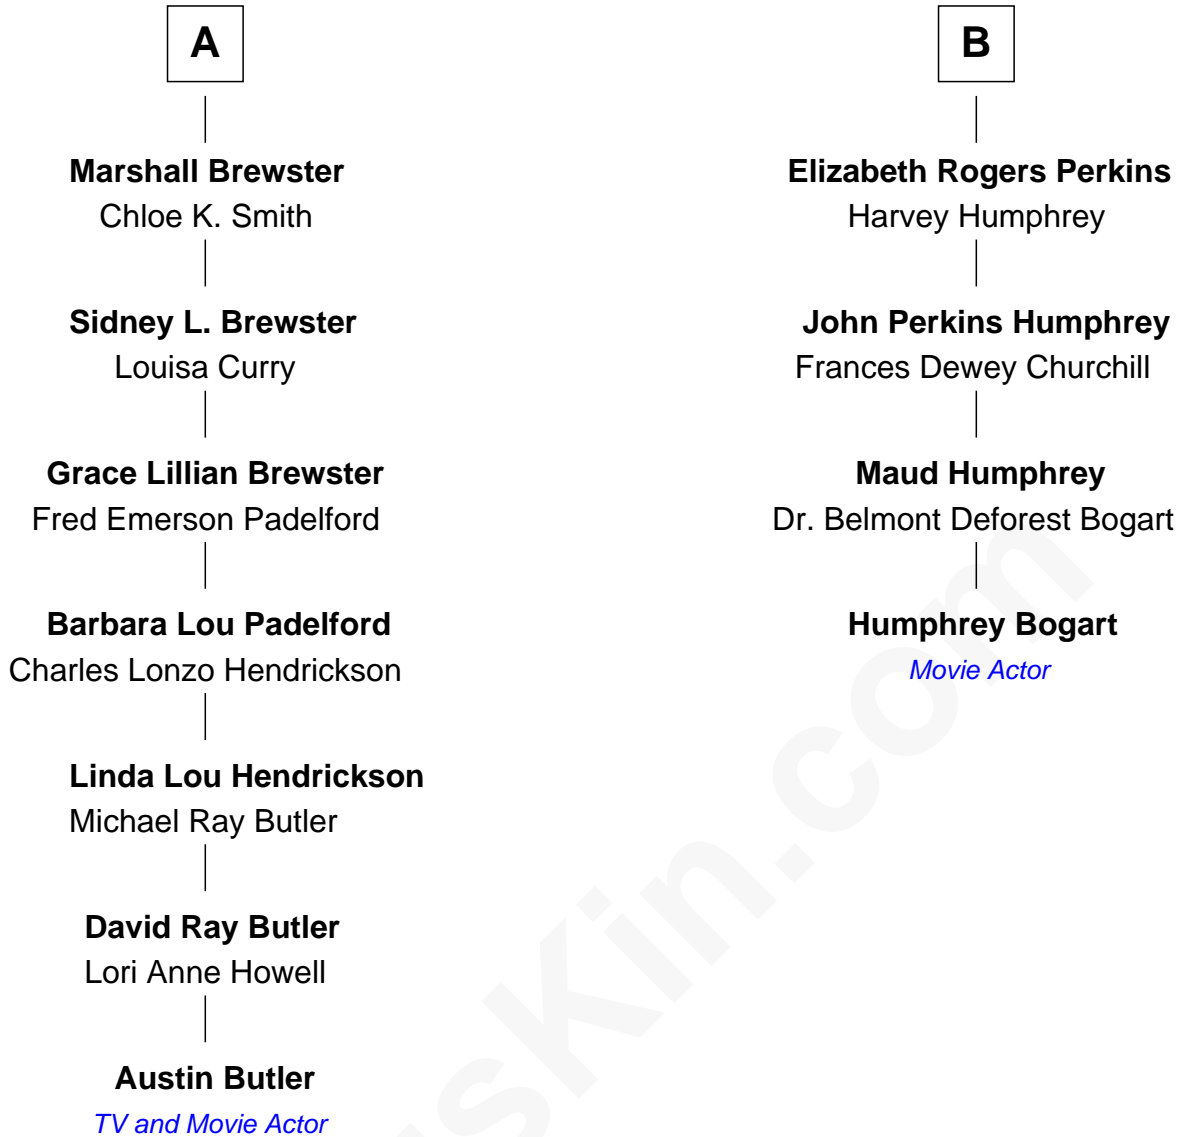 A
Marshall Brewster
Chloe K. Smith
Sidney L. Brewster
Louisa Curry
Grace Lillian Brewster
Fred Emerson Padelford
Barbara Lou Padelford
Charles Lonzo Hendrickson
Linda Lou Hendrickson
Michael Ray Butler
David Ray Butler
Lori Anne Howell
Austin Butler
TV and Movie Actor
B
Elizabeth Rogers Perkins
Harvey Humphrey
John Perkins Humphrey
Frances Dewey Churchill
Maud Humphrey
Dr. Belmont Deforest Bogart
Humphrey Bogart
Movie Actor
sKin.com